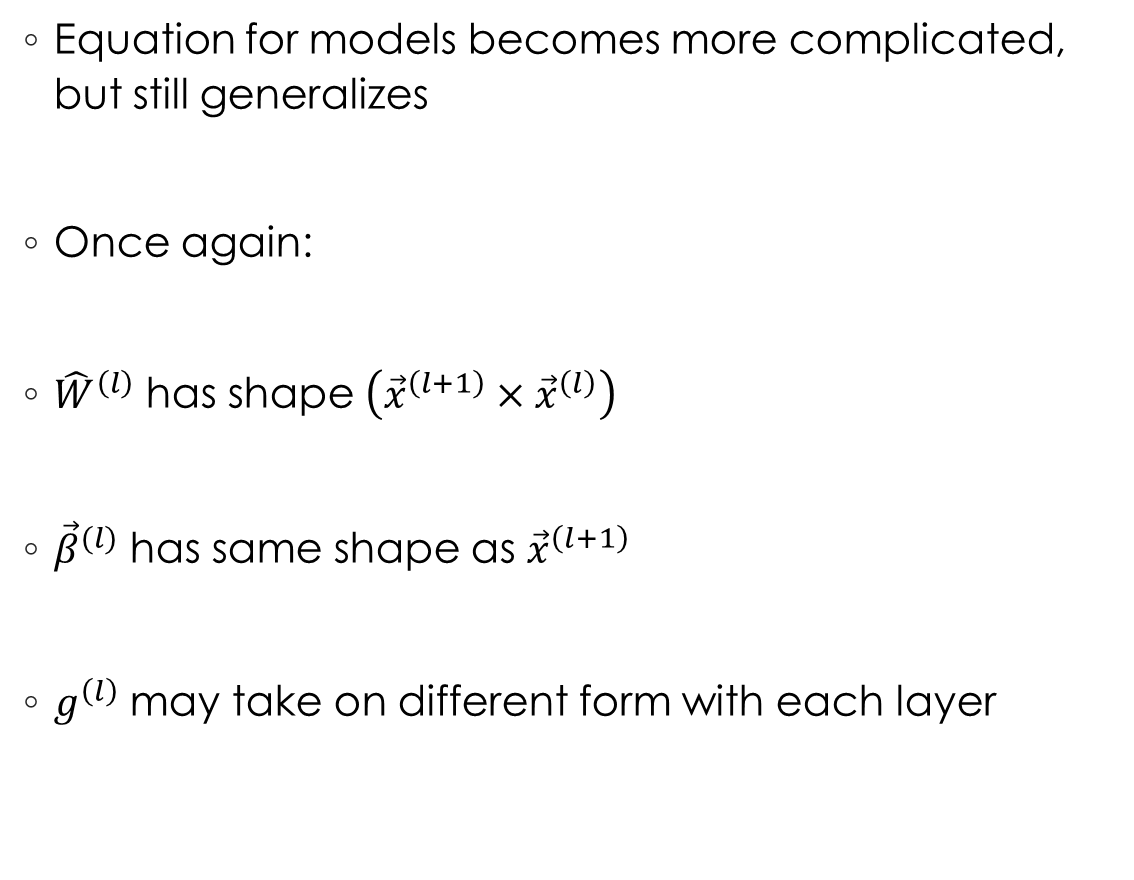 ◦ Equation for models becomes more complicated,
but still generalizes
◦ Once again:
◦ Ŵ⁽ˡ⁾ has shape (x⃗⁽ˡ⁺¹⁾ × x⃗⁽ˡ⁾)
◦ β⃗⁽ˡ⁾ has same shape as x⃗⁽ˡ⁺¹⁾
◦ g⁽ˡ⁾ may take on different form with each layer